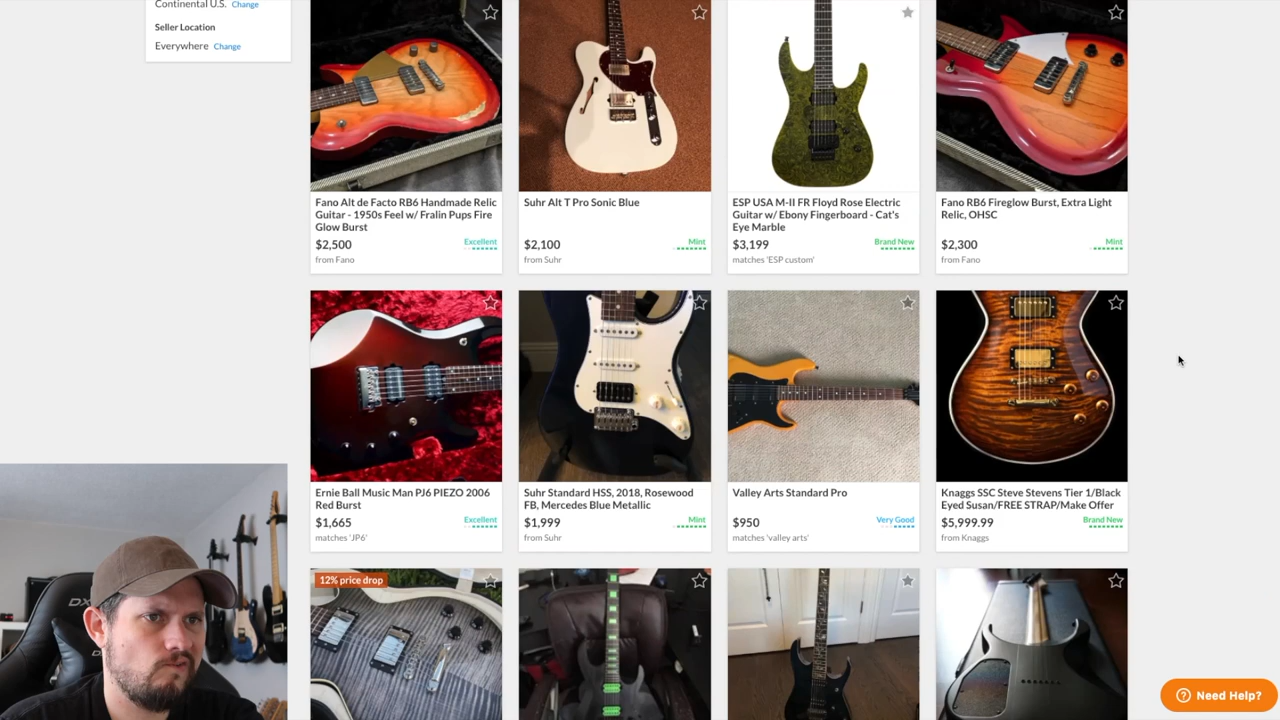 Continental U.S. Change
Seller Location
Everywhere Change
Fano Alt de Facto RB6 Handmade Relic
Guitar - 1950s Feel w/ Fralin Pups Fire
Glow Burst
$2,500
Excellent
from Fano
Suhr Alt T Pro Sonic Blue
$2,100
Mint
from Suhr
ESP USA M-II FR Floyd Rose Electric
Guitar w/ Ebony Fingerboard - Cat's
Eye Marble
$3,199
Brand New
matches 'ESP custom'
Fano RB6 Fireglow Burst, Extra Light
Relic, OHSC
$2,300
Mint
from Fano
Ernie Ball Music Man PJ6 PIEZO 2006
Red Burst
$1,665
Excellent
matches 'JP6'
Suhr Standard HSS, 2018, Rosewood
FB, Mercedes Blue Metallic
$1,999
Mint
from Suhr
Valley Arts Standard Pro
$950
Very Good
matches 'valley arts'
Knaggs SSC Steve Stevens Tier 1/Black
Eyed Susan/FREE STRAP/Make Offer
$5,999.99
Brand New
from Knaggs
12% price drop
DX
Need Help?